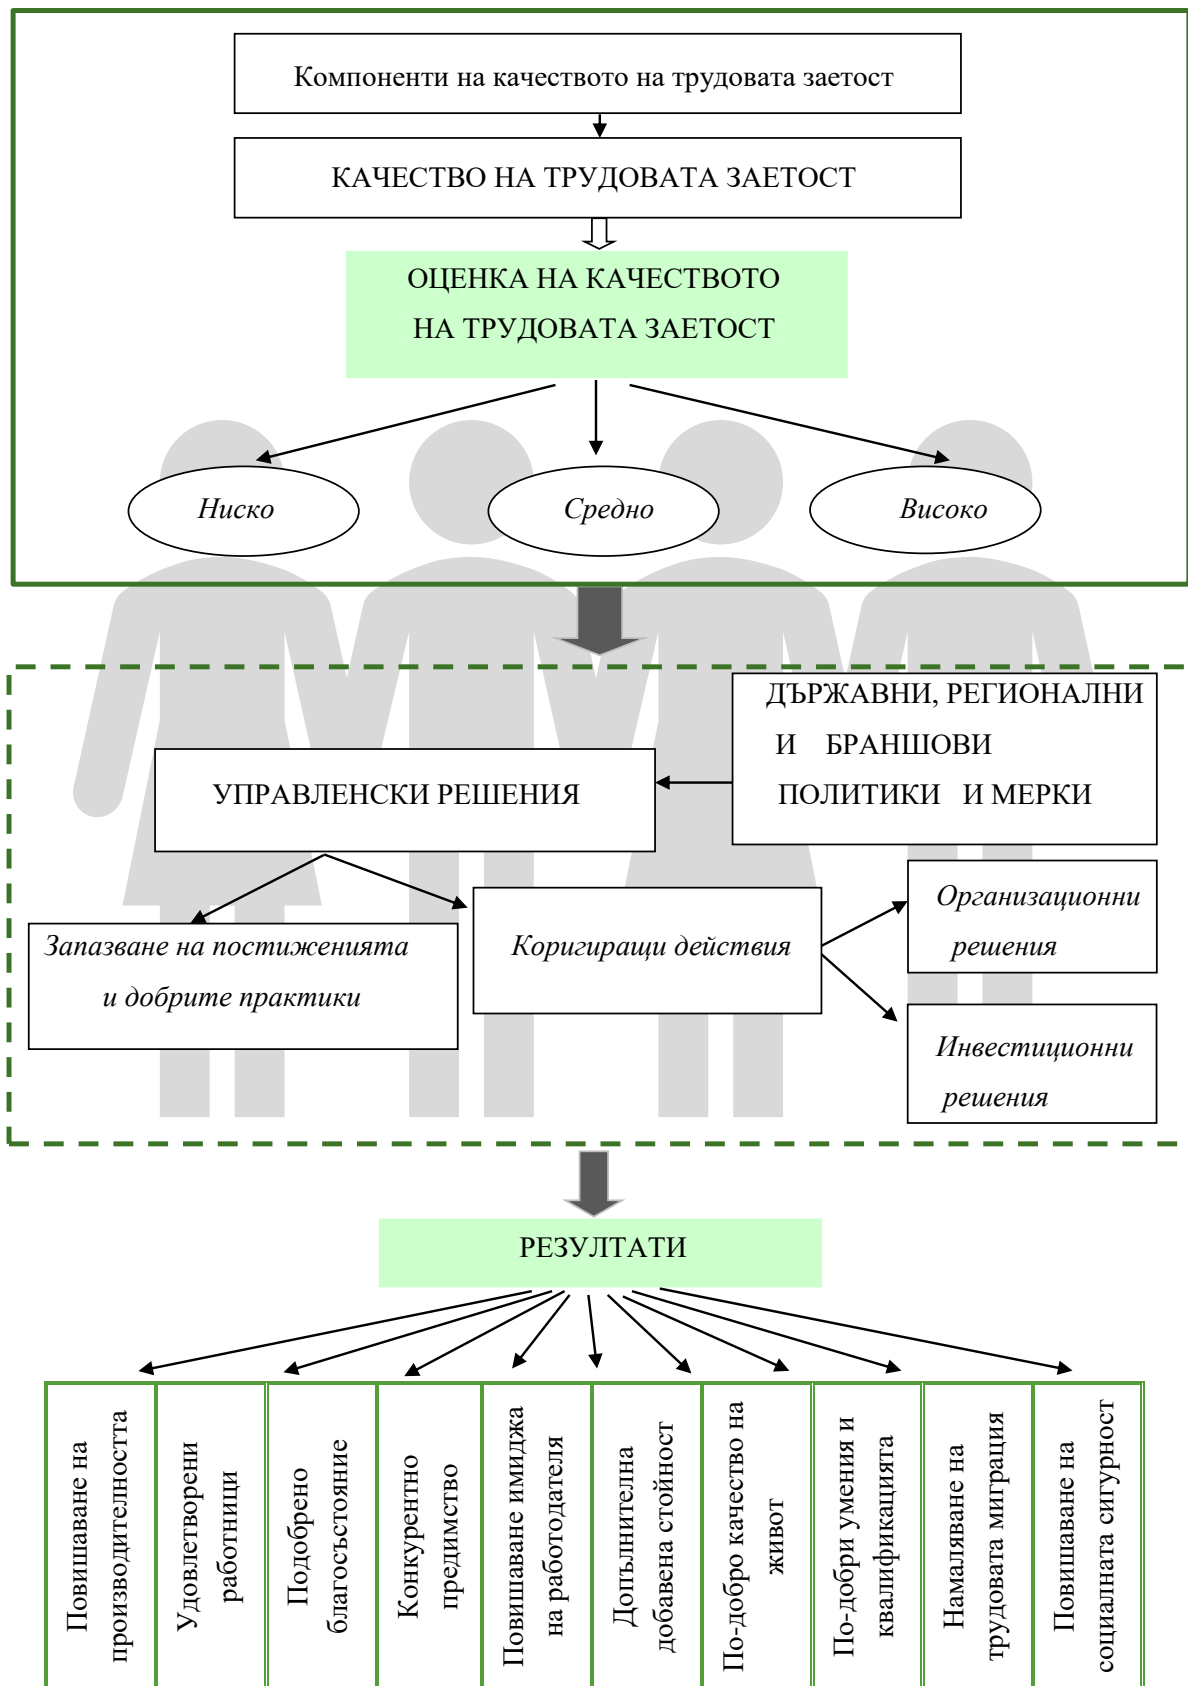 Компоненти на качеството на трудовата заетост
КАЧЕСТВО НА ТРУДОВАТА ЗАЕТОСТ
ОЦЕНКА НА КАЧЕСТВОТО
НА ТРУДОВАТА ЗАЕТОСТ
Ниско
Средно
Високо
ДЪРЖАВНИ, РЕГИОНАЛНИ
И БРАНШОВИ
ПОЛИТИКИ И МЕРКИ
УПРАВЛЕНСКИ РЕШЕНИЯ
Организационни
решения
Запазване на постиженията
и добрите практики
Коригиращи действия
Инвестиционни
решения
РЕЗУЛТАТИ
Повишаване на
производителността
Удовлетворени
работници
Подобрено
благосъстояние
Конкурентно
предимство
Повишаване имиджа
на работодателя
Допълнителна
добавена стойност
По-добро качество на
живот
По-добри умения и
квалификацията
Намаляване на
трудовата миграция
Повишаване на
социалната сигурност